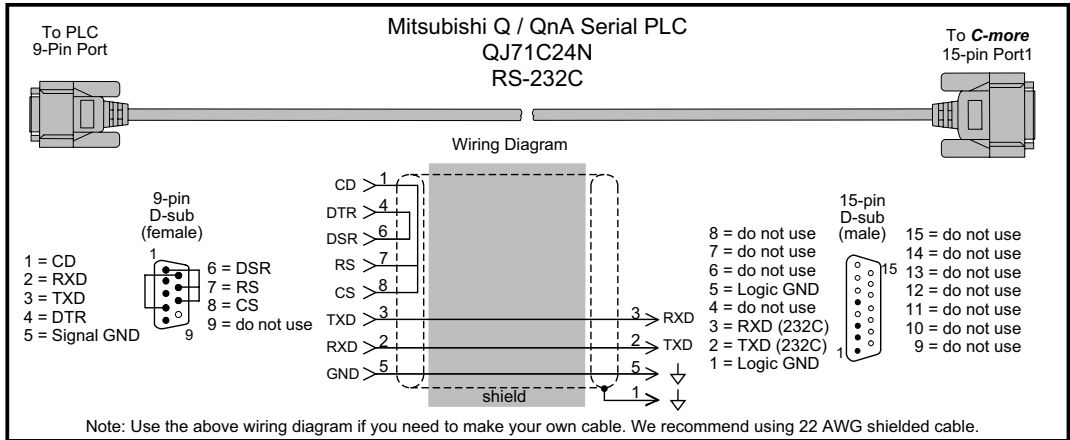 To PLC
9-Pin Port
Mitsubishi Q / QnA Serial PLC
QJ71C24N
RS-232C
To C-more
15-pin Port1
Wiring Diagram
9-pin
D-sub
(female)
1
9
1 = CD
2 = RXD
3 = TXD
4 = DTR
5 = Signal GND
6 = DSR
7 = RS
8 = CS
9 = do not use
CD 1
DTR 4
DSR 6
RS 7
CS 8
TXD 3
RXD 2
GND 5
shield
3 RXD
2 TXD
5
1
8 = do not use
7 = do not use
6 = do not use
5 = Logic GND
4 = do not use
3 = RXD (232C)
2 = TXD (232C)
1 = Logic GND
15-pin
D-sub
(male)
15
1
15 = do not use
14 = do not use
13 = do not use
12 = do not use
11 = do not use
10 = do not use
9 = do not use
Note: Use the above wiring diagram if you need to make your own cable. We recommend using 22 AWG shielded cable.